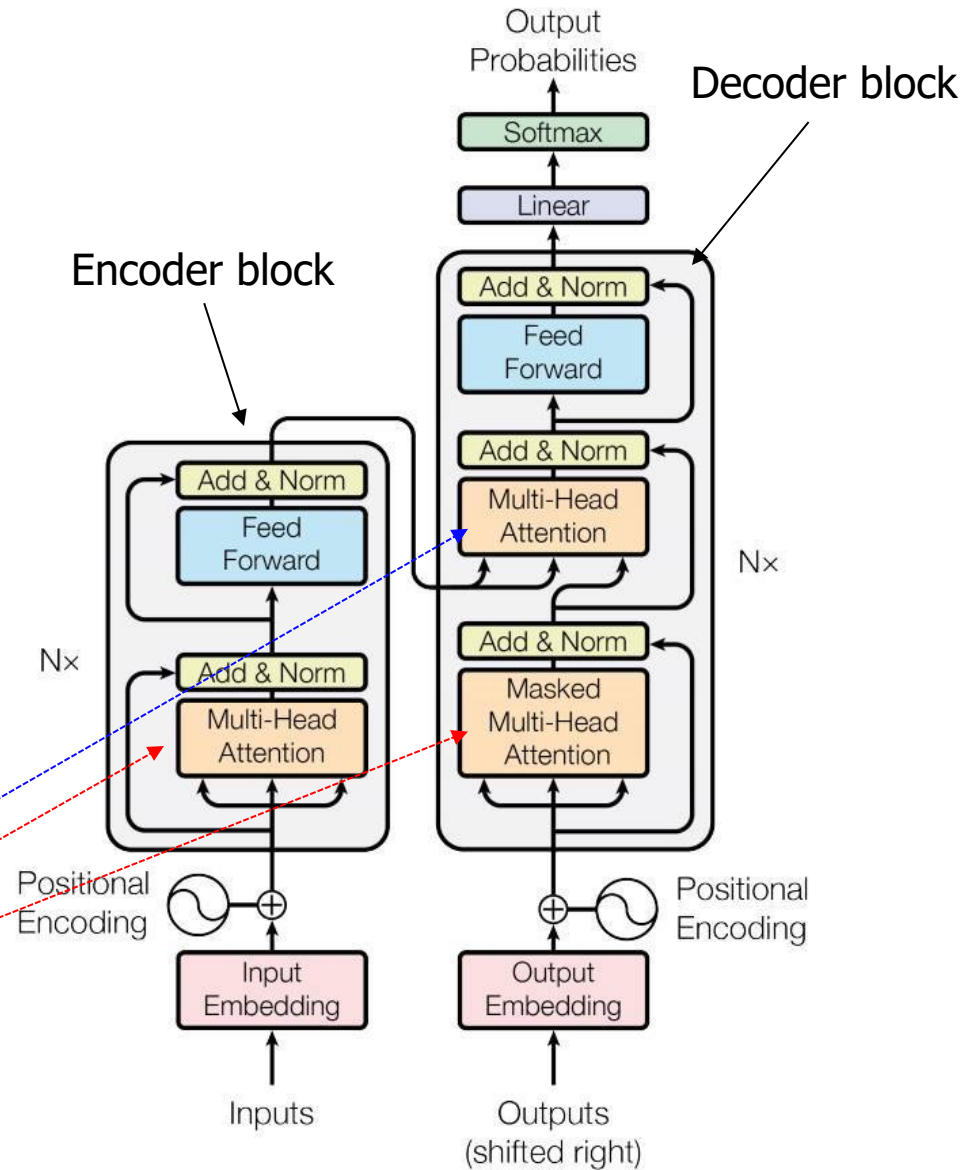 Output
Probabilities
Decoder block
Softmax
Linear
Encoder block
Add & Norm
Feed
Forward
Add & Norm
Multi-Head
Attention
Nx
Add & Norm
Masked
Multi-Head
Attention
Add & Norm
Feed
Forward
Nx
Add & Norm
Multi-Head
Attention
Positional
Encoding
Positional
Encoding
Input
Embedding
Output
Embedding
Inputs
Outputs
(shifted right)